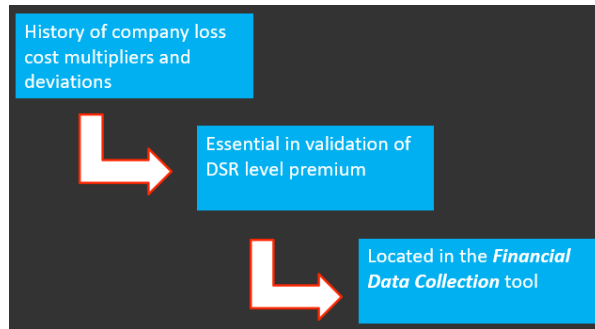 History of company loss
cost multipliers and
deviations
Essential in validation of
DSR level premium
Located in the Financial
Data Collection tool